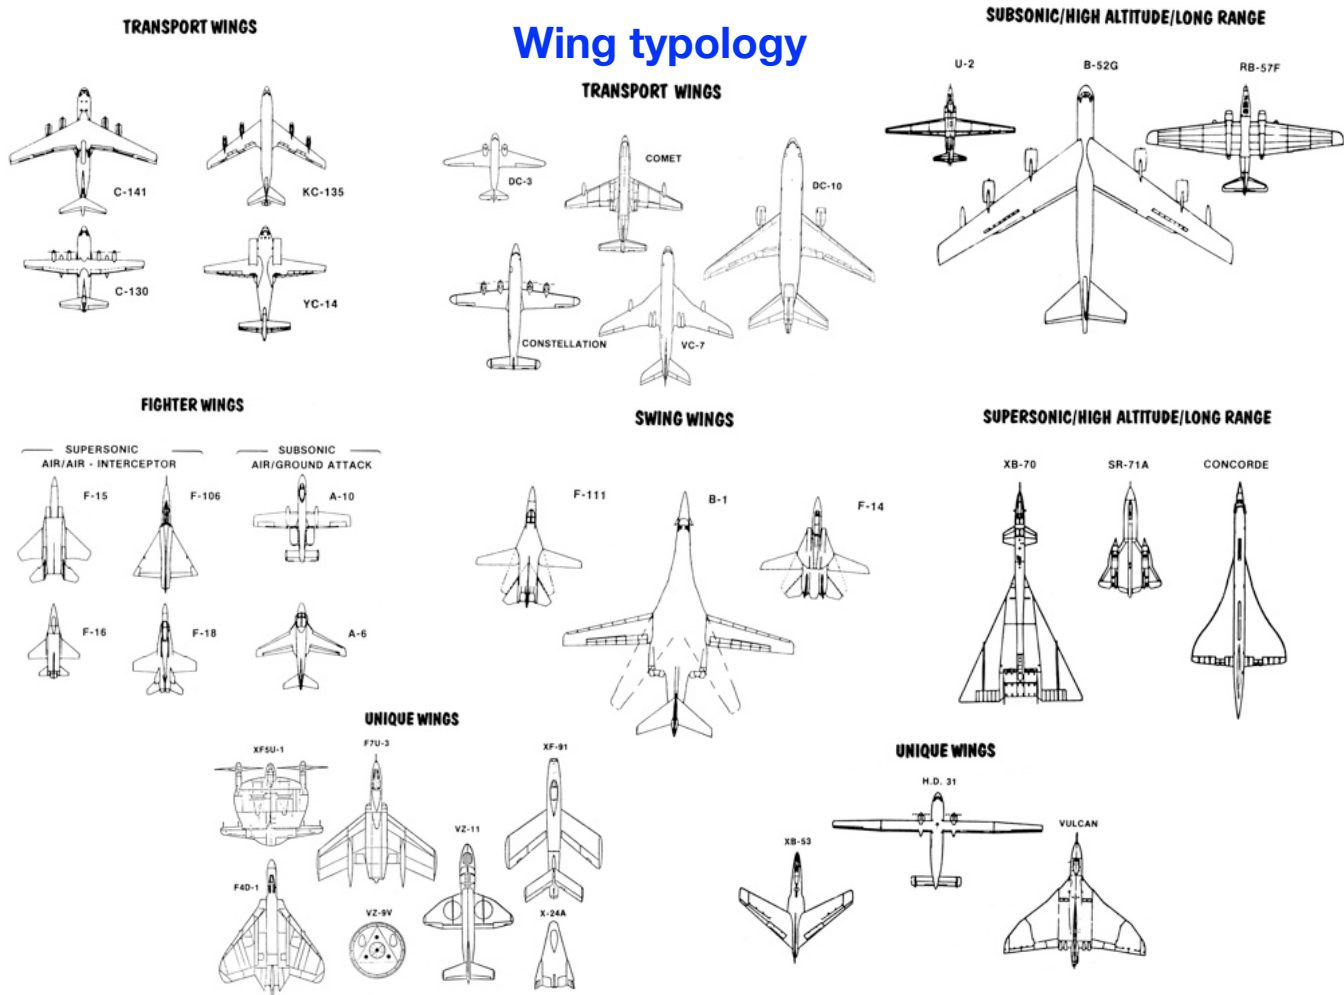 Wing typology
TRANSPORT WINGS
C-141
KC-135
C-130
YC-14
TRANSPORT WINGS
DC-3
COMET
DC-10
CONSTELLATION
VC-7
SUBSONIC/HIGH ALTITUDE/LONG RANGE
U-2
B-52G
RB-57F
FIGHTER WINGS
SUPERSONIC
AIR/AIR - INTERCEPTOR
SUBSONIC
AIR/GROUND ATTACK
F-15
F-106
A-10
F-16
F-18
A-6
SWING WINGS
F-111
B-1
F-14
SUPERSONIC/HIGH ALTITUDE/LONG RANGE
XB-70
SR-71A
CONCORDE
UNIQUE WINGS
XF5U-1
F7U-3
XF-91
VZ-11
F4D-1
VZ-9V
X-24A
UNIQUE WINGS
H.D. 31
VULCAN
XB-53